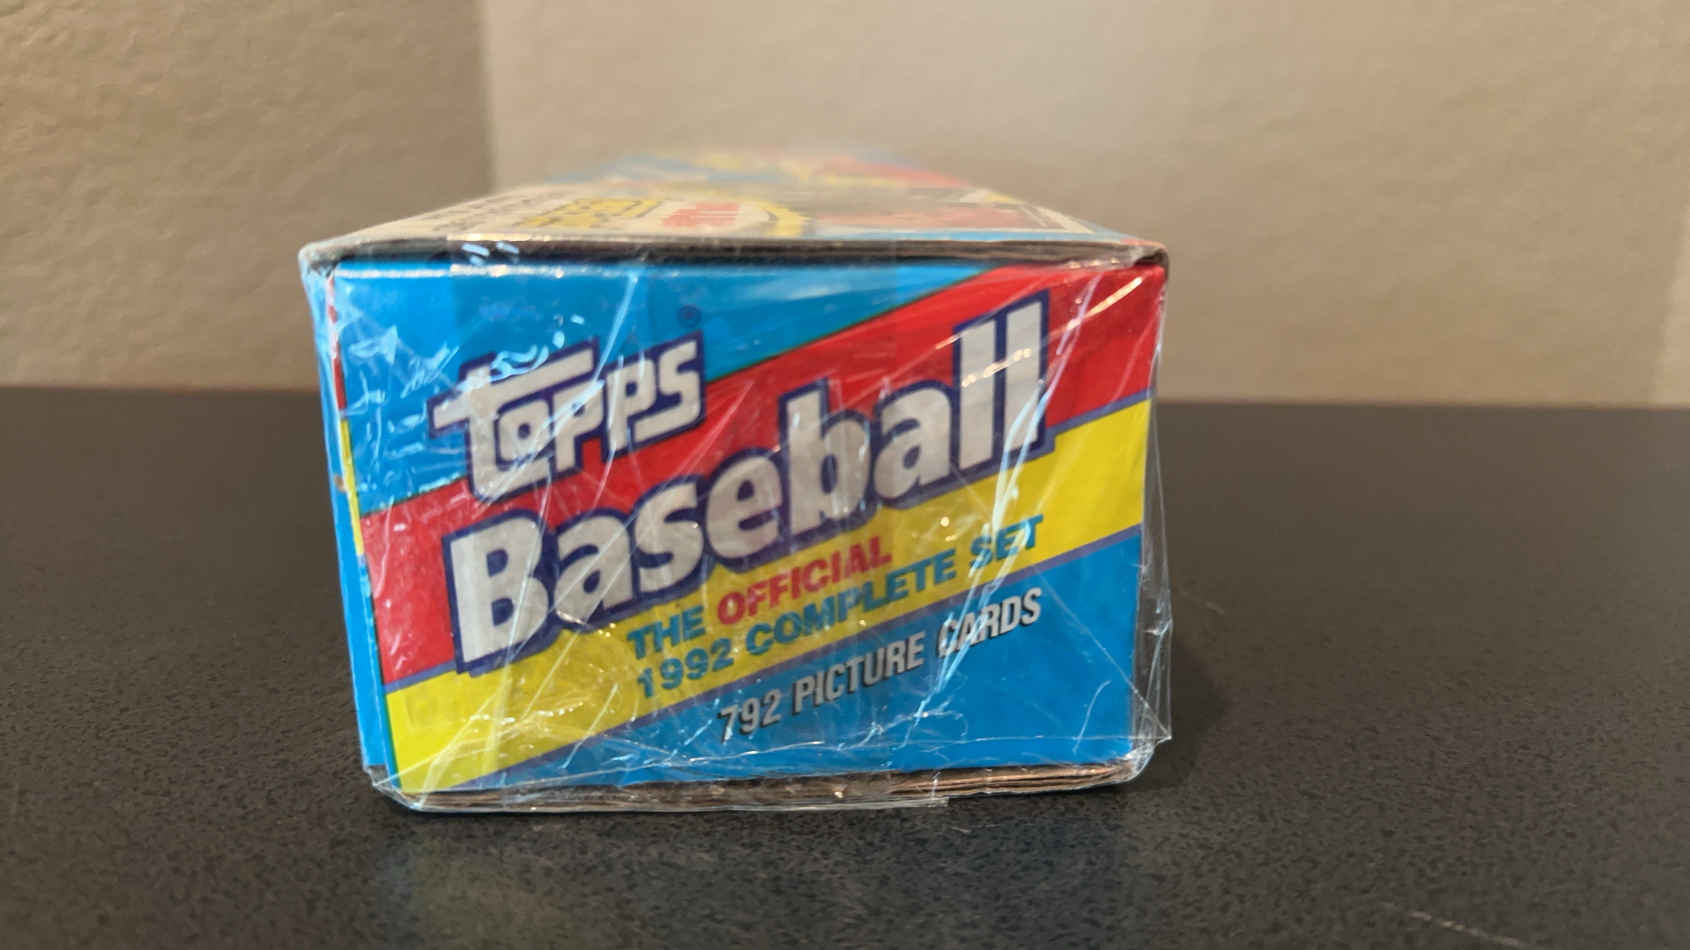 Topps
®
Baseball
THE OFFICIAL
1992 COMPLETE SET
792 PICTURE CARDS